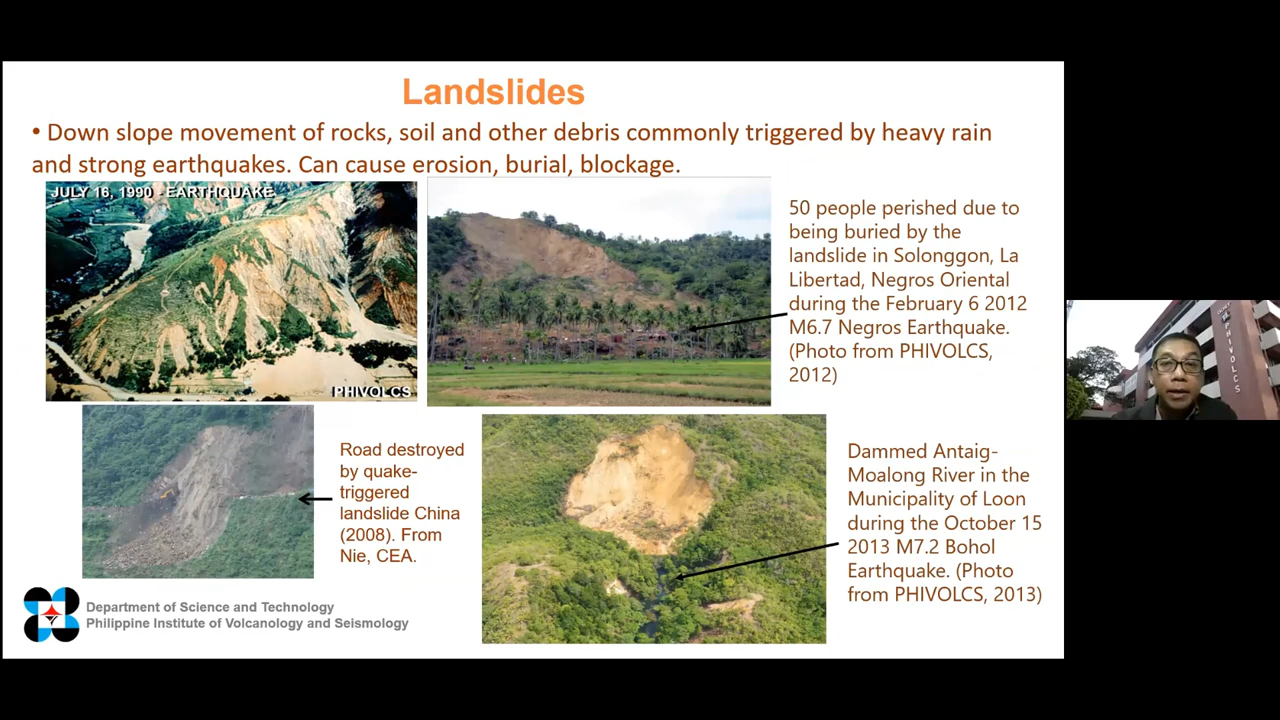 Landslides
• Down slope movement of rocks, soil and other debris commonly triggered by heavy rain
and strong earthquakes. Can cause erosion, burial, blockage.
JULY 16, 1990 - EARTHQUAKE
PHIVOLCS
50 people perished due to
being buried by the
landslide in Solonggon, La
Libertad, Negros Oriental
during the February 6 2012
M6.7 Negros Earthquake.
(Photo from PHIVOLCS,
2012)
Road destroyed
by quake-
triggered
landslide China
(2008). From
Nie, CEA.
Dammed Antaig-
Moalong River in the
Municipality of Loon
during the October 15
2013 M7.2 Bohol
Earthquake. (Photo
from PHIVOLCS, 2013)
Department of Science and Technology
Philippine Institute of Volcanology and Seismology
PHIVOLCS